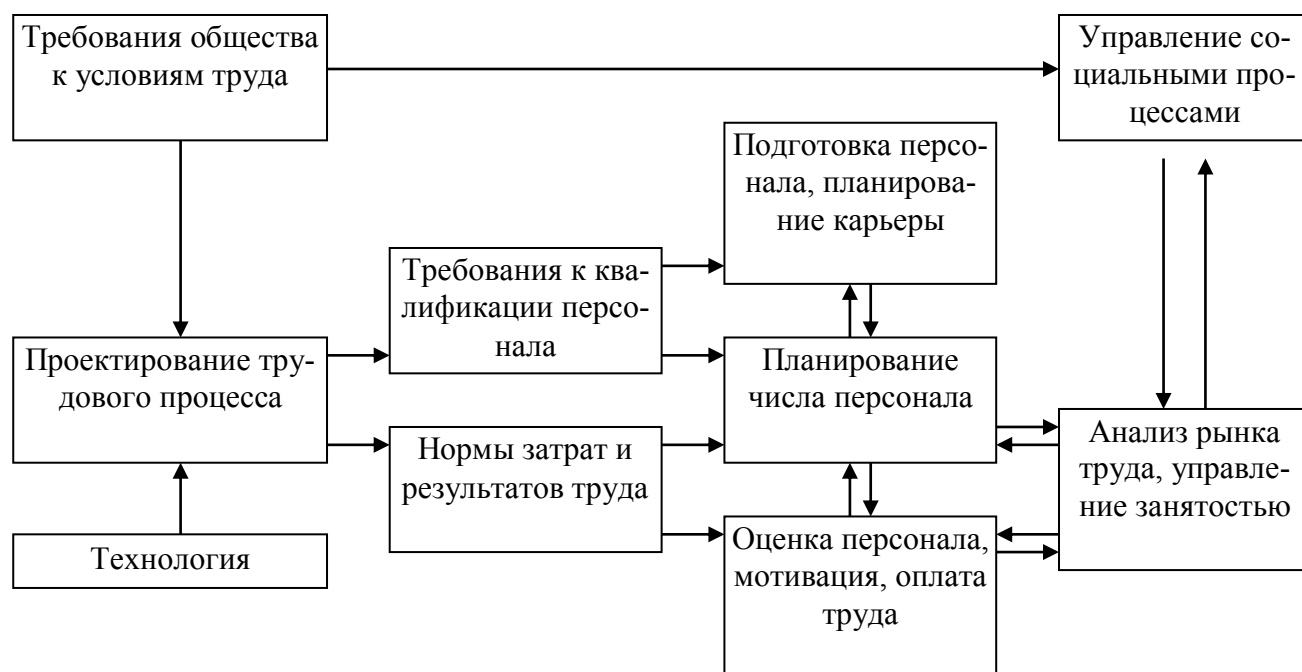 Требования общества
к условиям труда
Управление со-
циальными про-
цессами
Подготовка персо-
нала, планирова-
ние карьеры
Требования к ква-
лификации персо-
нала
Проектирование тру-
дового процесса
Планирование
числа персонала
Нормы затрат и
результатов труда
Анализ рынка
труда, управле-
ние занятостью
Технология
Оценка персонала,
мотивация, оплата
труда